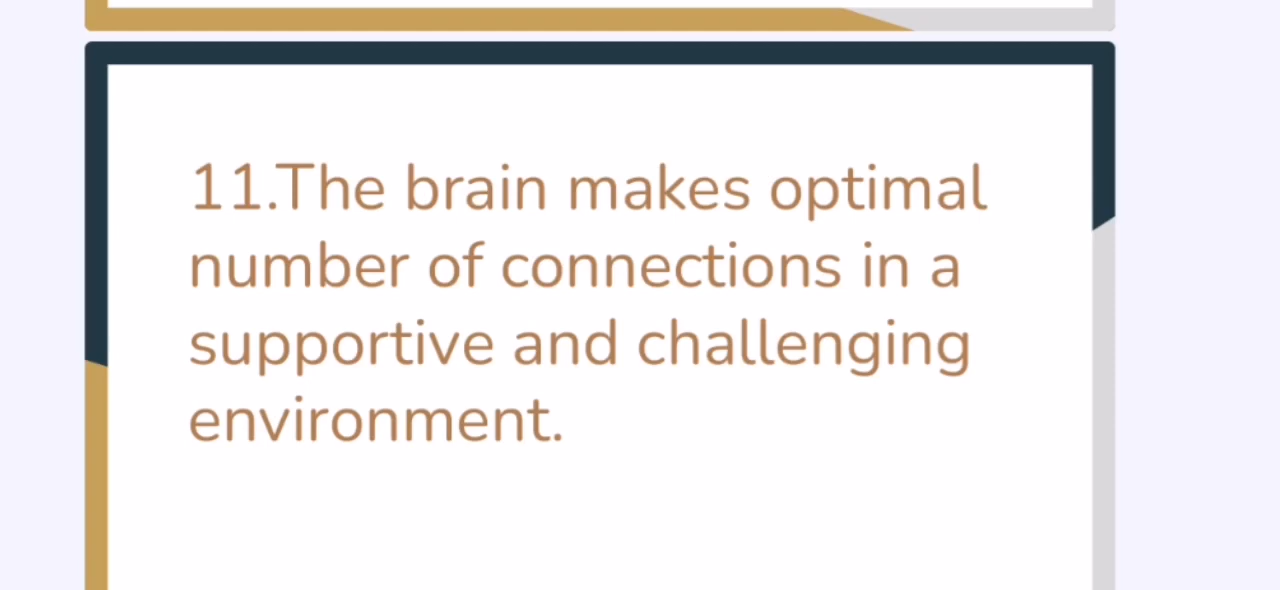 11.The brain makes optimal
number of connections in a
supportive and challenging
environment.